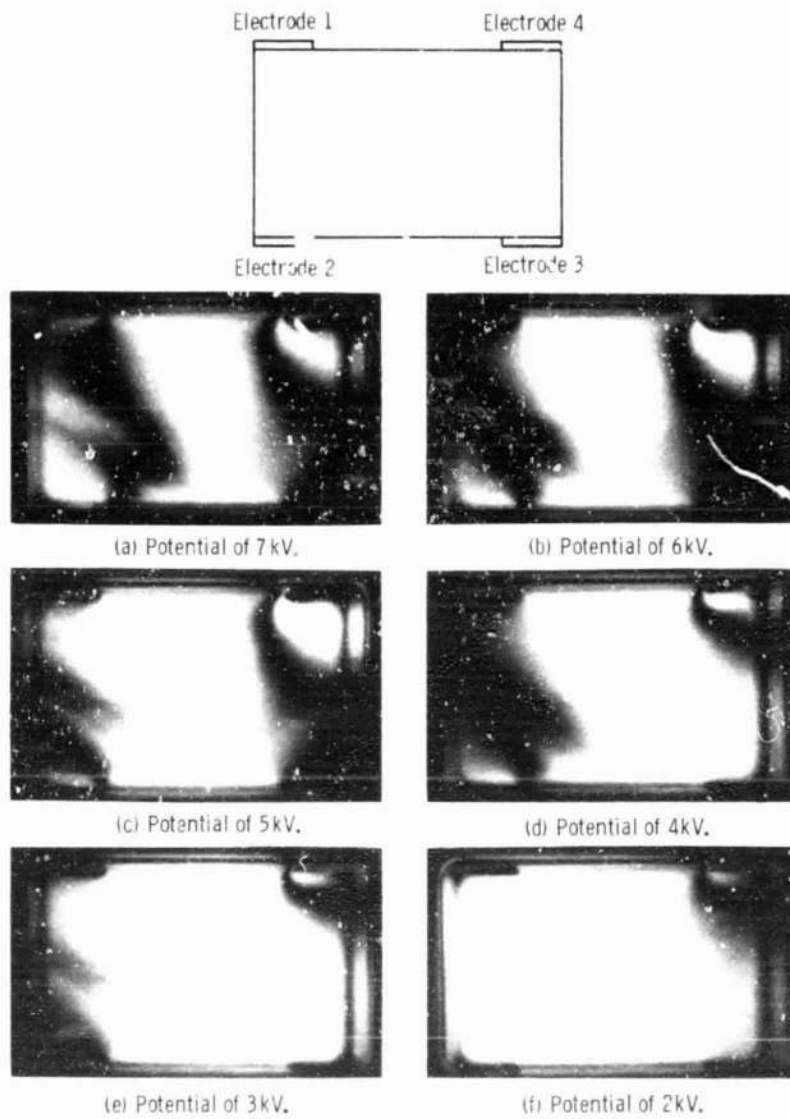 Electrode 1 Electrode 4
Electrode 2 Electrode 3
(a) Potential of 7 kV. (b) Potential of 6 kV.
(c) Potential of 5 kV. (d) Potential of 4 kV.
(e) Potential of 3 kV. (f) Potential of 2 kV.